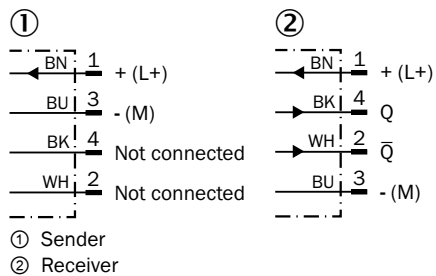 ①
BN 1 + (L+)
BU 3 - (M)
BK 4 Not connected
WH 2 Not connected
②
BN 1 + (L+)
BK 4 Q
WH 2 Q̅
BU 3 - (M)
① Sender
② Receiver